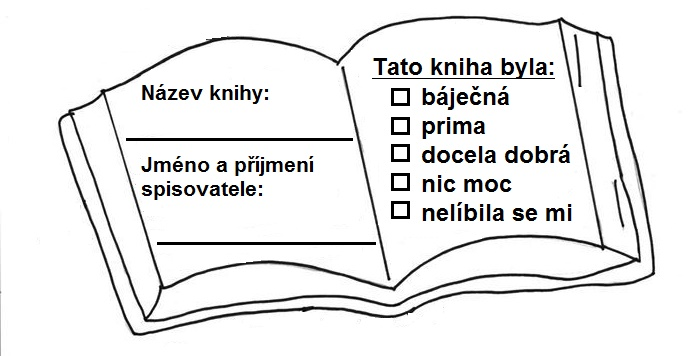 Název knihy:
Jméno a příjmení
spisovatele:
Tato kniha byla:
báječná
prima
docela dobrá
nic moc
nelíbila se mi